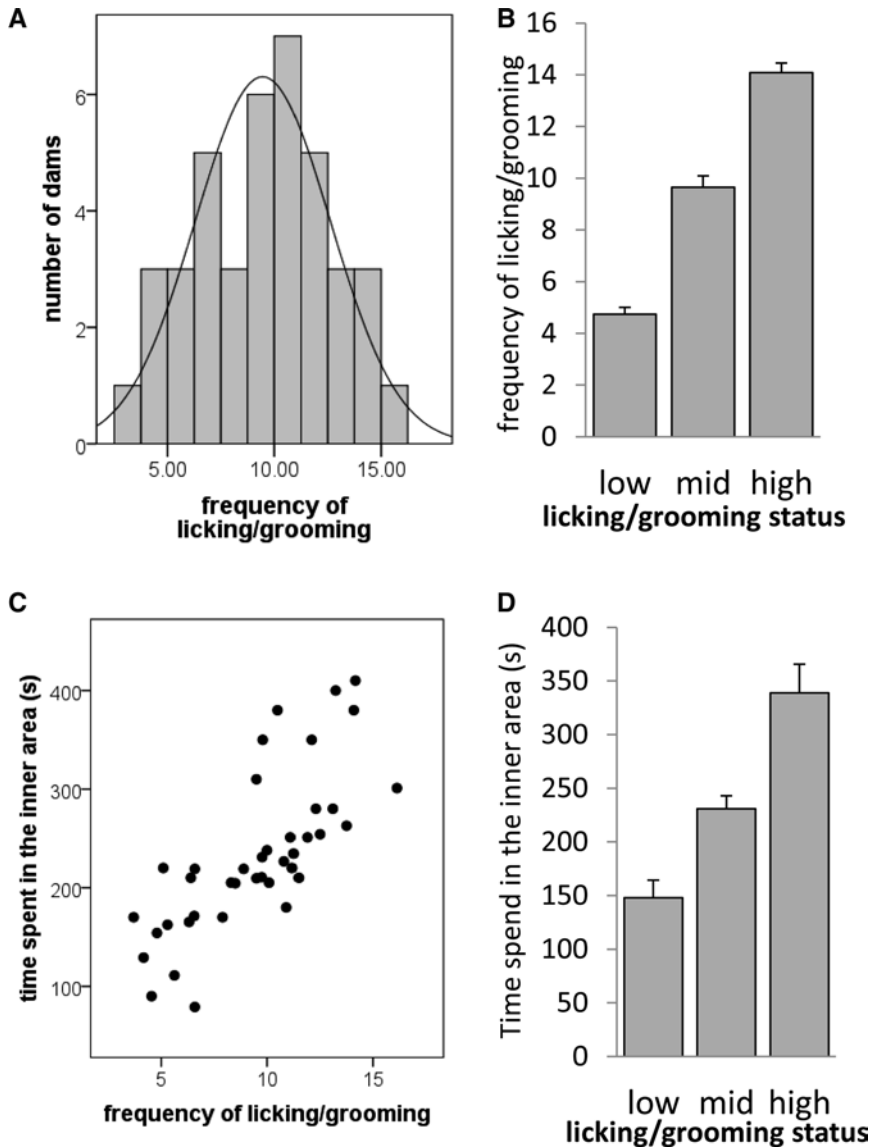 A
number of dams
6
4
2
0
5.00 10.00 15.00
frequency of
licking/grooming
B
frequency of licking/grooming
16
14
12
10
8
6
4
2
0
low mid high
licking/grooming status
C
time spent in the inner area (s)
400
300
200
100
5 10 15
frequency of licking/grooming
D
Time spend in the inner area (s)
400
350
300
250
200
150
100
50
0
low mid high
licking/grooming status